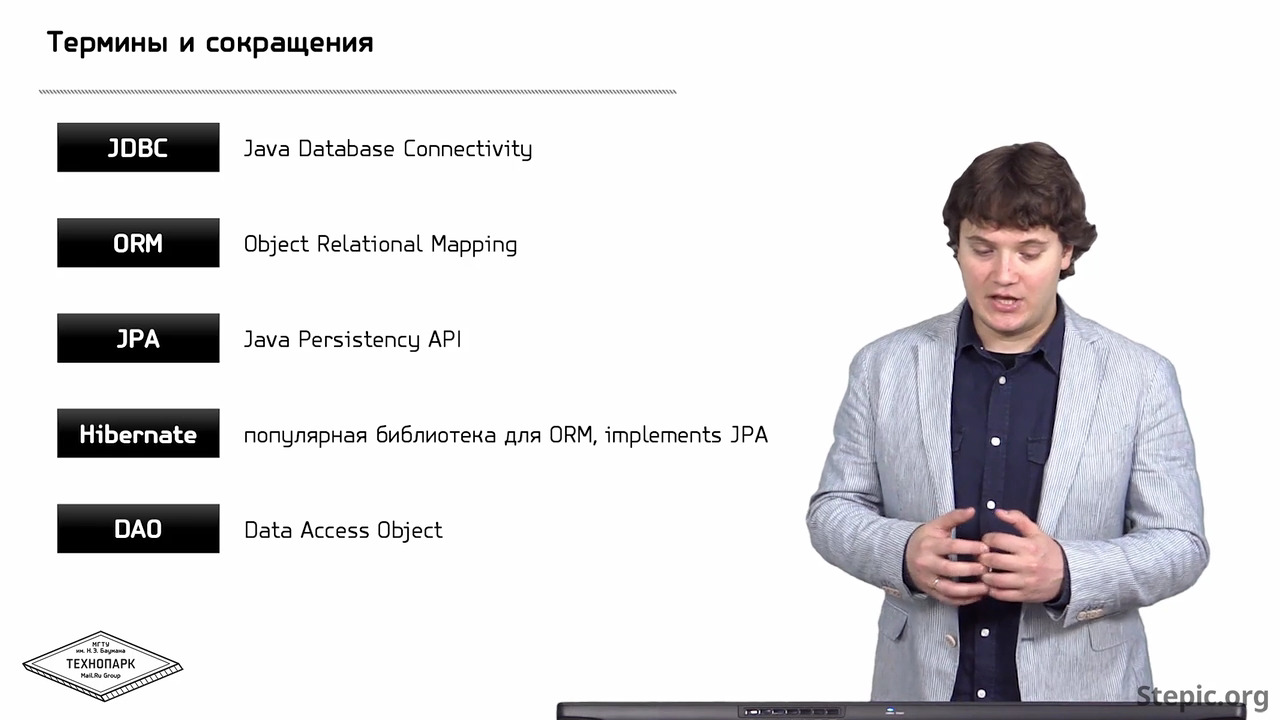 Термины и сокращения
JDBC Java Database Connectivity
ORM Object Relational Mapping
JPA Java Persistency API
Hibernate популярная библиотека для ORM, implements JPA
DAO Data Access Object
МГТУ
им. Н.Э. Баумана
ТЕХНОПАРК
Mail.Ru Group
Stepic.org